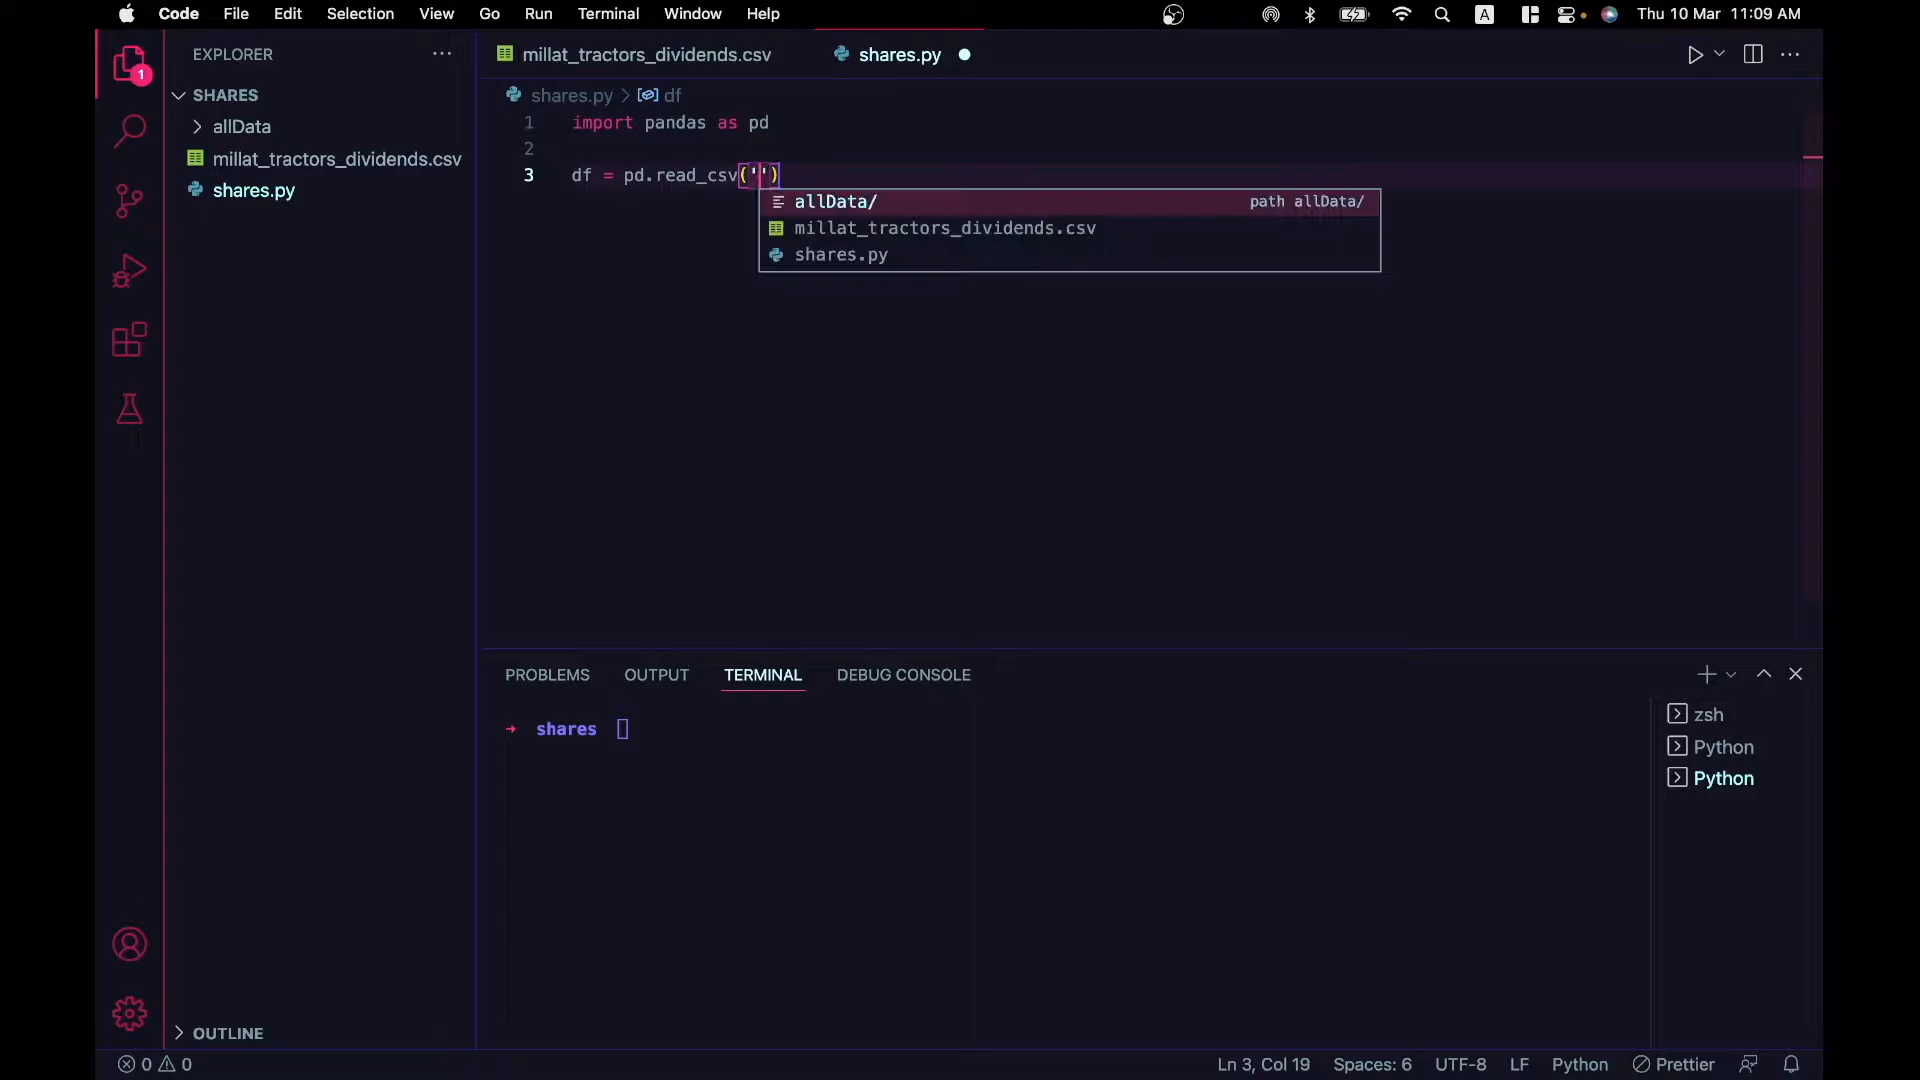 Code File Edit Selection View Go Run Terminal Window Help A Thu 10 Mar 11:09 AM
1
EXPLORER
SHARES
allData
millat_tractors_dividends.csv
shares.py
OUTLINE
millat_tractors_dividends.csv shares.py
shares.py > df
1 import pandas as pd
2
3 df = pd.read_csv('')
allData/ path allData/
millat_tractors_dividends.csv
shares.py
PROBLEMS OUTPUT TERMINAL DEBUG CONSOLE
→ shares
zsh
Python
Python
0 0 Ln 3, Col 19 Spaces: 6 UTF-8 LF Python Prettier